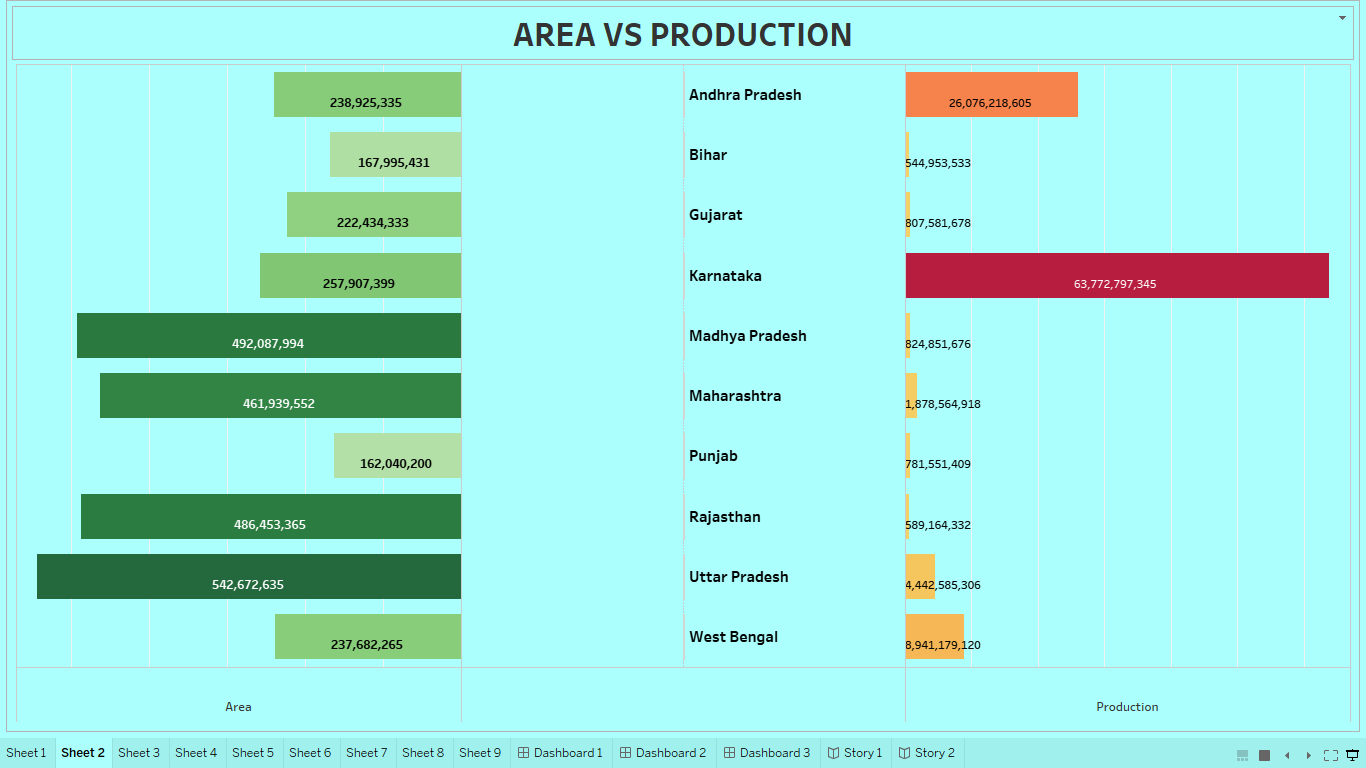 AREA VS PRODUCTION
238,925,335 Andhra Pradesh 26,076,218,605
167,995,431 Bihar 544,953,533
222,434,333 Gujarat 807,581,678
257,907,399 Karnataka 63,772,797,345
492,087,994 Madhya Pradesh 824,851,676
461,939,552 Maharashtra 1,878,564,918
162,040,200 Punjab 781,551,409
486,453,365 Rajasthan 589,164,332
542,672,635 Uttar Pradesh 4,442,585,306
237,682,265 West Bengal 8,941,179,120
Area Production
Sheet 1 Sheet 2 Sheet 3 Sheet 4 Sheet 5 Sheet 6 Sheet 7 Sheet 8 Sheet 9 Dashboard 1 Dashboard 2 Dashboard 3 Story 1 Story 2